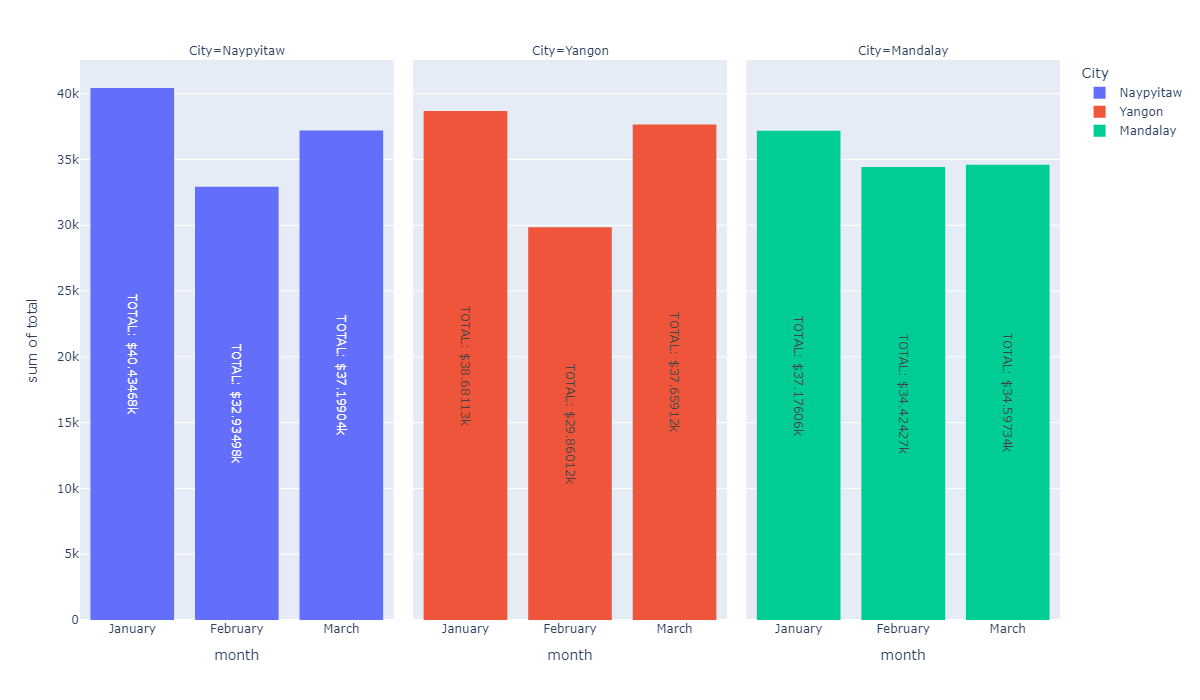 City=Naypyitaw
City=Yangon
City=Mandalay
City
Naypyitaw
Yangon
Mandalay
sum of total
40k
35k
30k
25k
20k
15k
10k
5k
0
TOTAL: $40.43468k
TOTAL: $32.93498k
TOTAL: $37.19904k
TOTAL: $38.68113k
TOTAL: $29.86012k
TOTAL: $37.65912k
TOTAL: $37.17606k
TOTAL: $34.42427k
TOTAL: $34.59734k
January
February
March
January
February
March
January
February
March
month
month
month